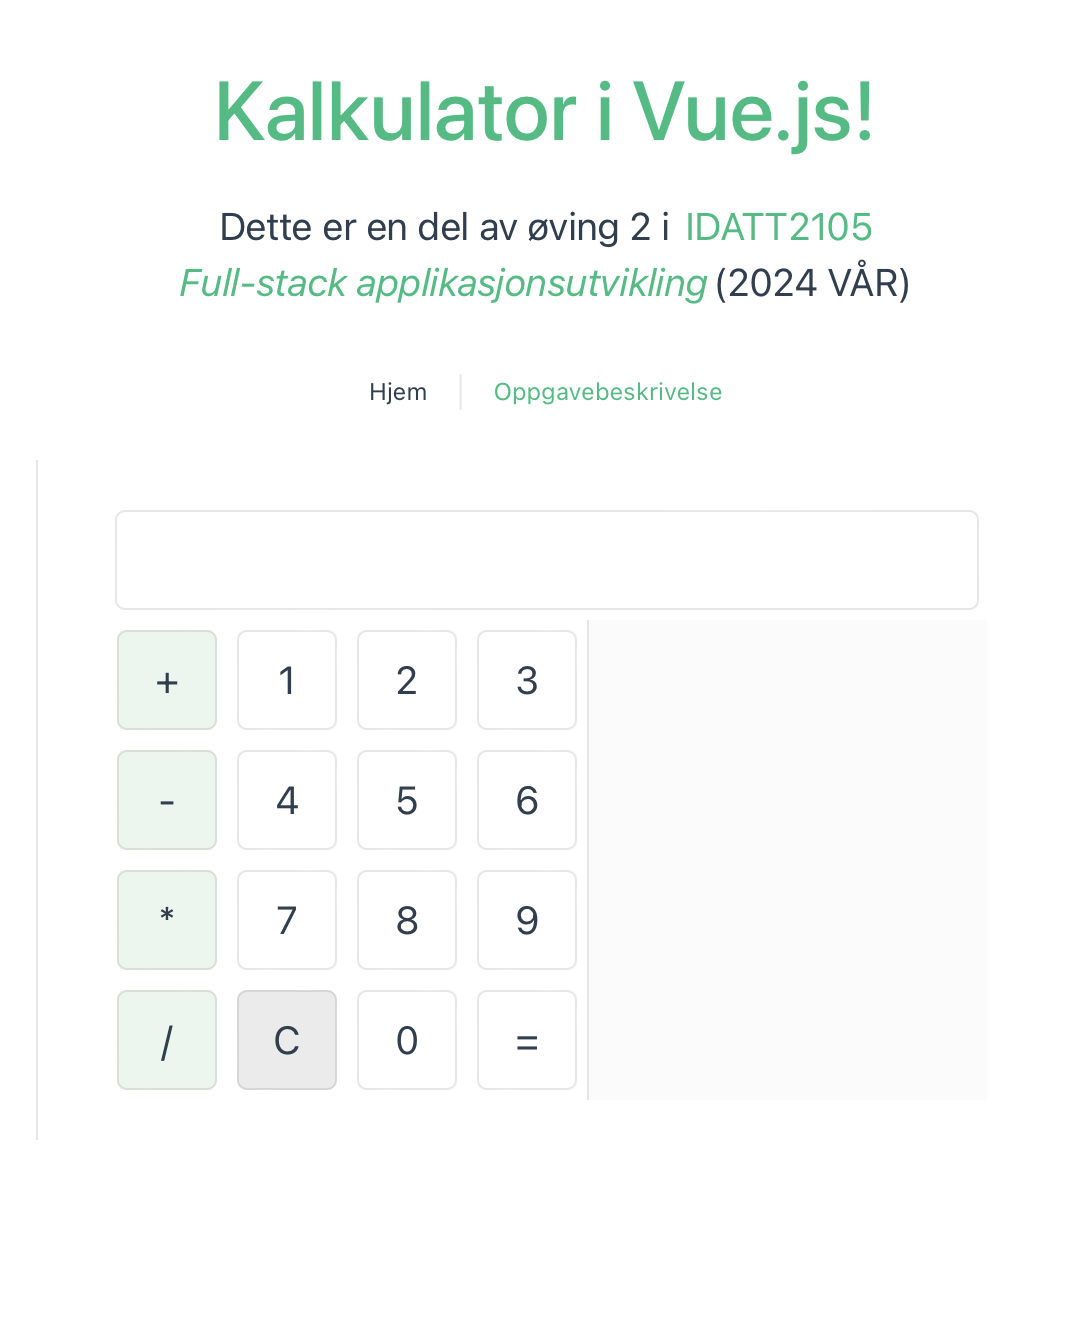 Kalkulator i Vue.js!
Dette er en del av øving 2 i IDATT2105
Full-stack applikasjonsutvikling (2024 VÅR)
Hjem Oppgavebeskrivelse
+ 1 2 3
- 4 5 6
* 7 8 9
/ C 0 =